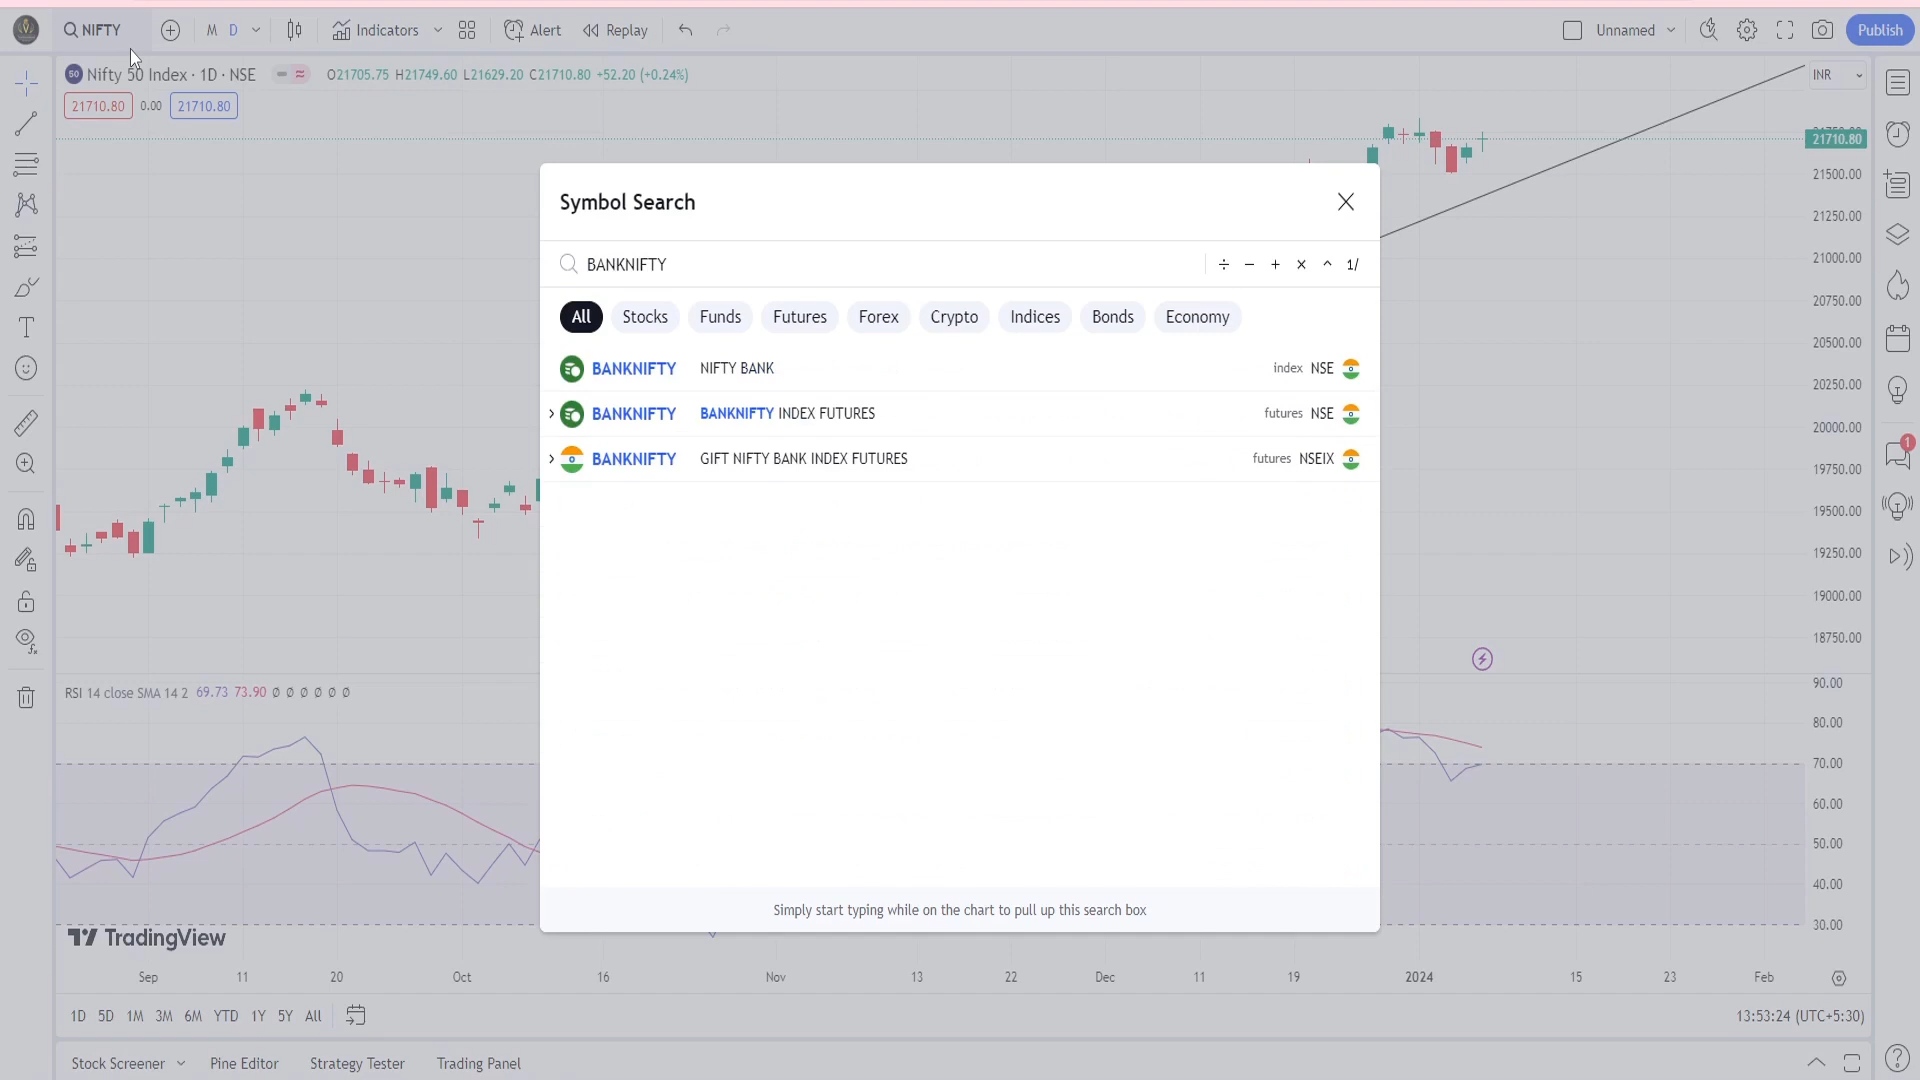 NIFTY M D Indicators Alert Replay Unnamed Publish
50 Nifty 50 Index · 1D · NSE O21705.75 H21749.60 L21629.20 C21710.80 +52.20 (+0.24%) INR
21710.80 0.00 21710.80
21710.80
21500.00
21250.00
21000.00
20750.00
20500.00
20250.00
20000.00
19750.00
19500.00
19250.00
19000.00
18750.00
Symbol Search
BANKNIFTY ÷ − + × ^ 1/
All Stocks Funds Futures Forex Crypto Indices Bonds Economy
BANKNIFTY NIFTY BANK index NSE
BANKNIFTY BANKNIFTY INDEX FUTURES futures NSE
BANKNIFTY GIFT NIFTY BANK INDEX FUTURES futures NSEIX
1
Simply start typing while on the chart to pull up this search box
RSI 14 close SMA 14 2 69.73 73.90 Ø Ø Ø Ø Ø Ø
90.00
80.00
70.00
60.00
50.00
40.00
30.00
TradingView
Sep 11 20 Oct 16 Nov 13 22 Dec 11 19 2024 15 23 Feb
1D 5D 1M 3M 6M YTD 1Y 5Y All 13:53:24 (UTC+5:30)
Stock Screener Pine Editor Strategy Tester Trading Panel